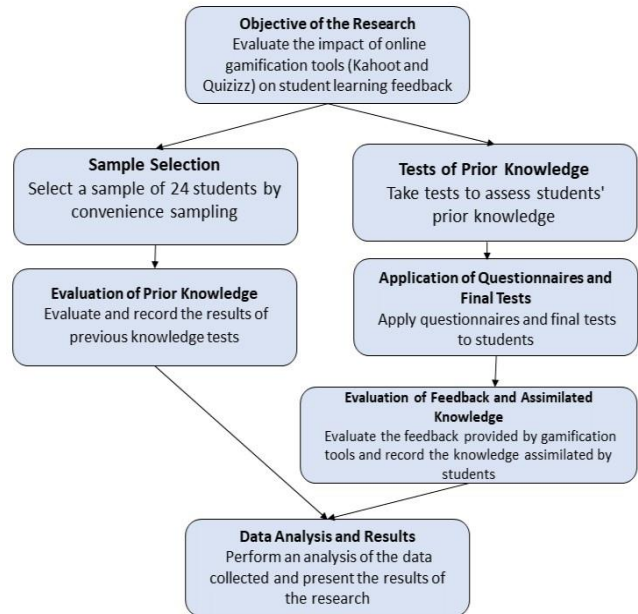 Objective of the Research
Evaluate the impact of online
gamification tools (Kahoot and
Quizizz) on student learning feedback
Sample Selection
Select a sample of 24 students by
convenience sampling
Tests of Prior Knowledge
Take tests to assess students'
prior knowledge
Evaluation of Prior Knowledge
Evaluate and record the results of
previous knowledge tests
Application of Questionnaires and
Final Tests
Apply questionnaires and final tests
to students
Evaluation of Feedback and Assimilated
Knowledge
Evaluate the feedback provided by gamification
tools and record the knowledge assimilated by
students
Data Analysis and Results
Perform an analysis of the data
collected and present the results of
the research